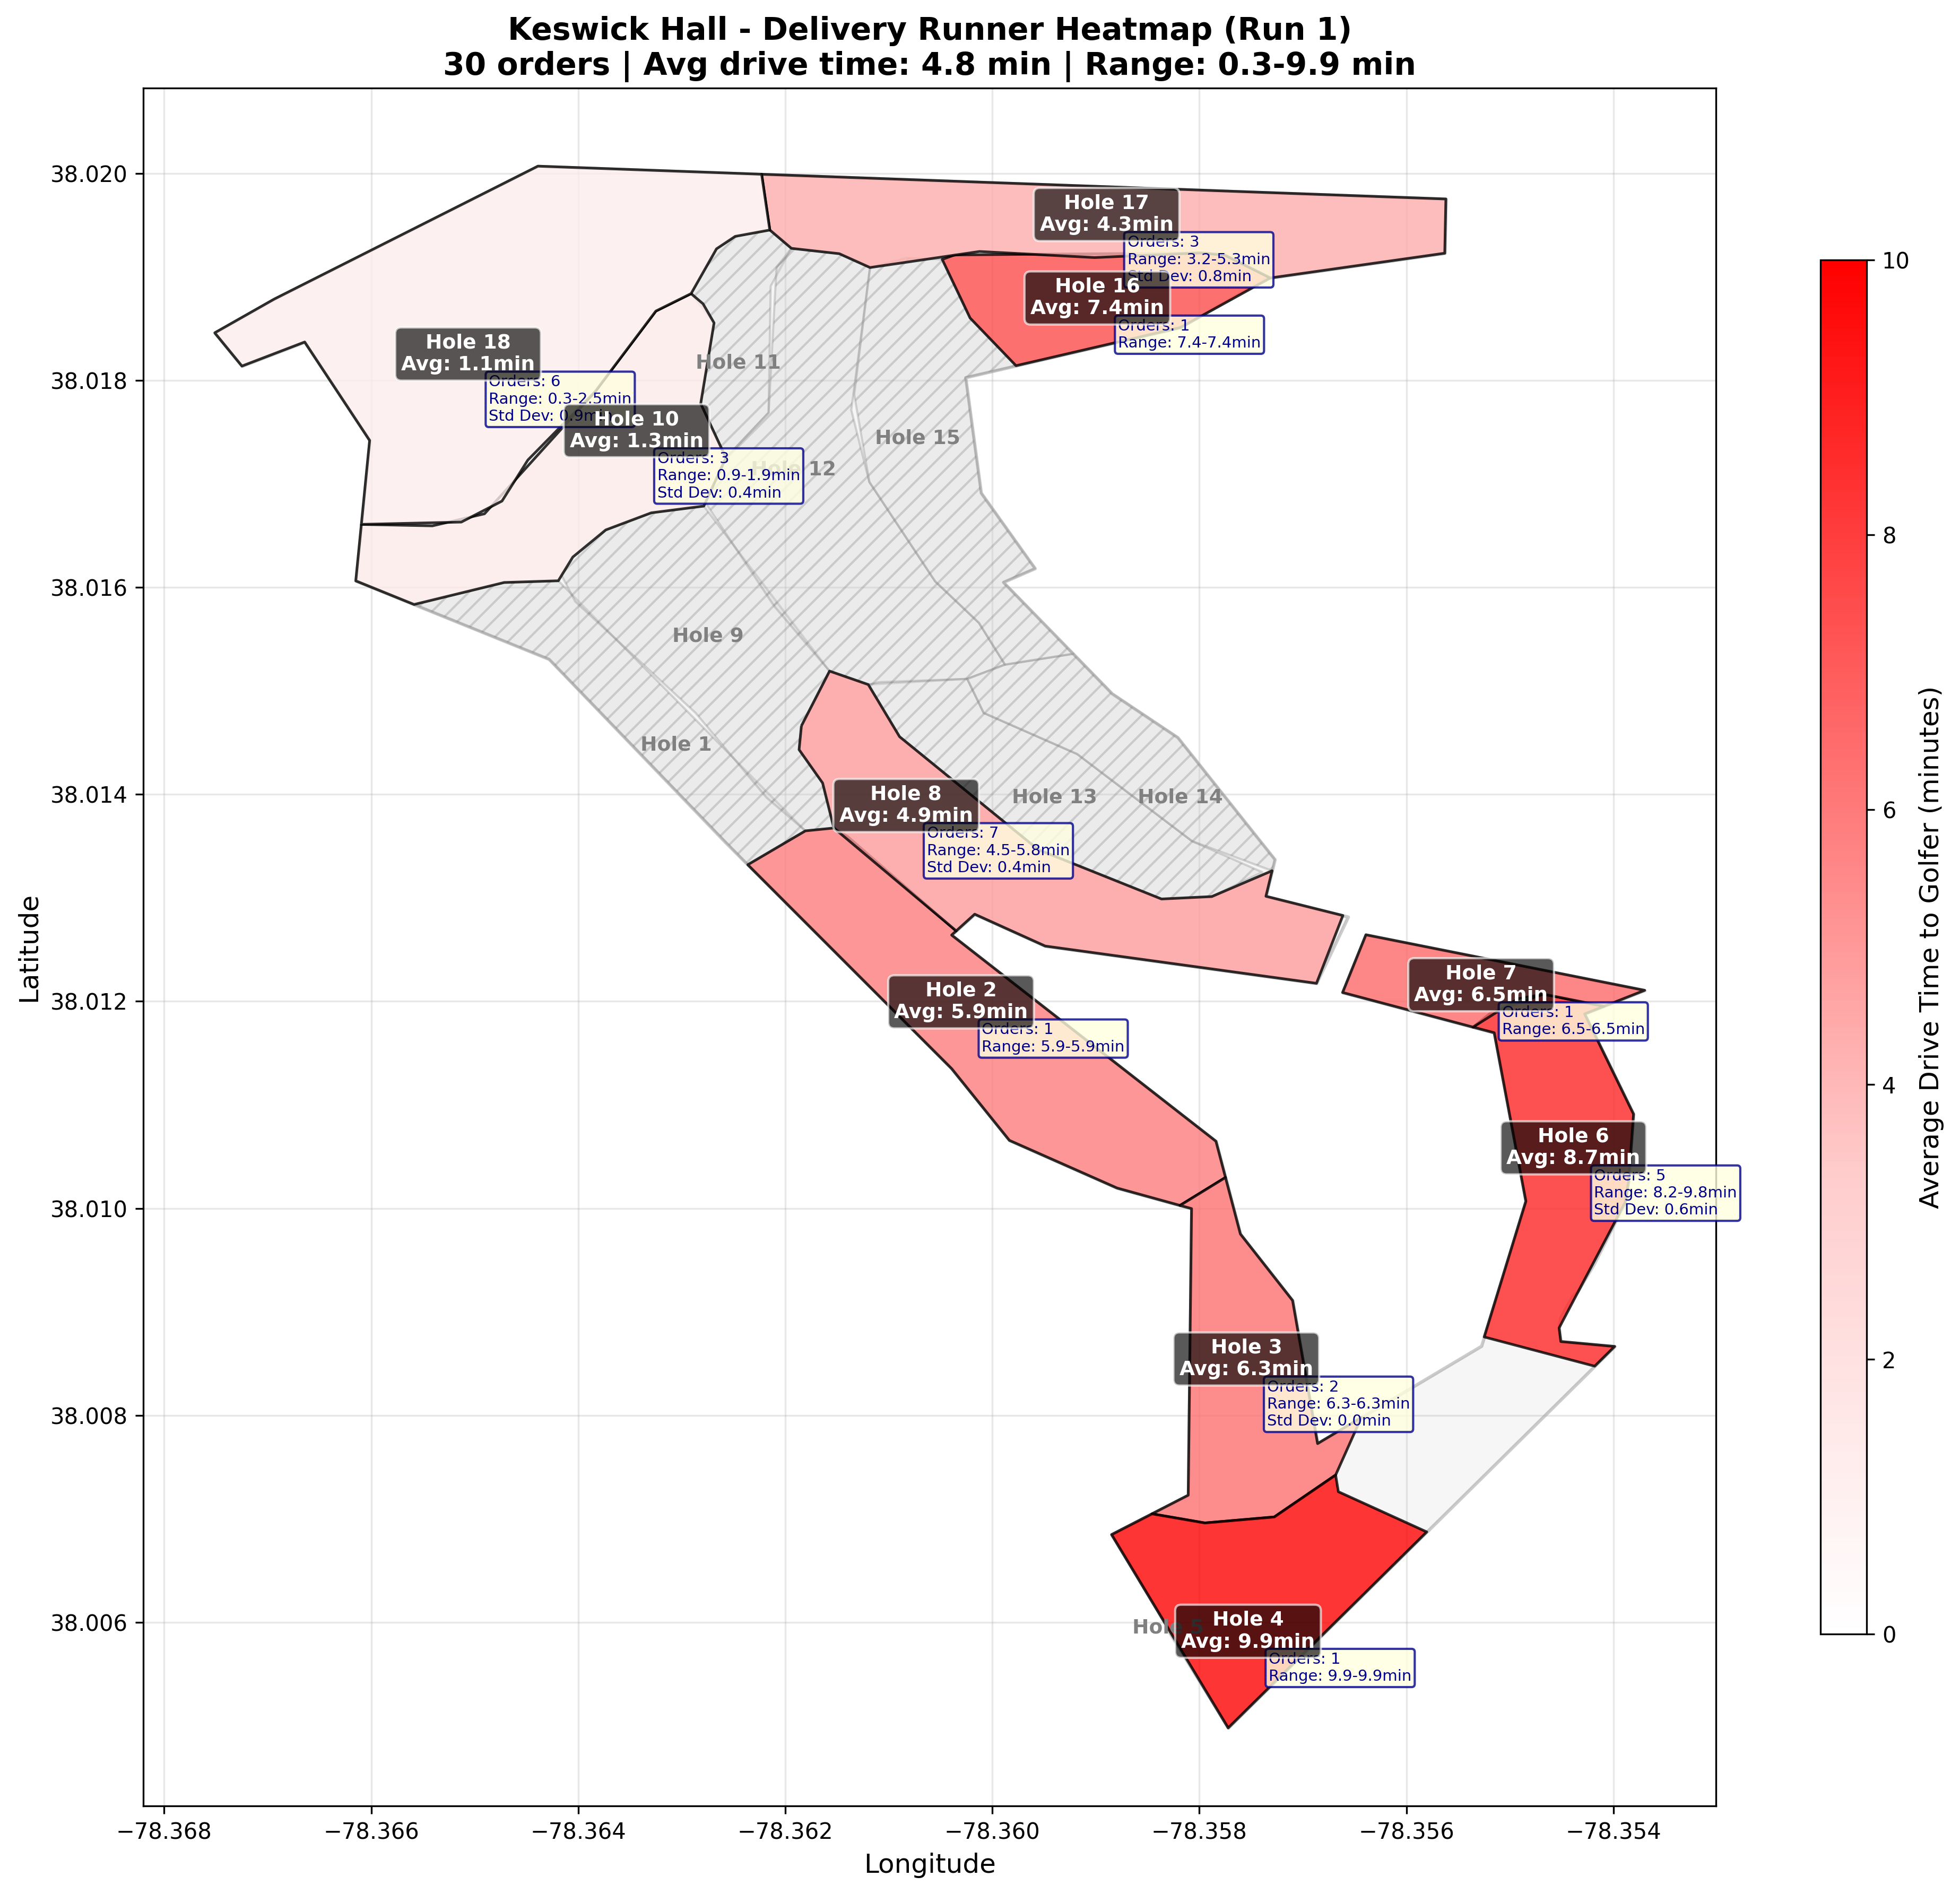 Keswick Hall - Delivery Runner Heatmap (Run 1)
30 orders | Avg drive time: 4.8 min | Range: 0.3-9.9 min
Hole 17
Avg: 4.3min
Orders: 3
Range: 3.2-5.3min
Std Dev: 0.8min
Hole 16
Avg: 7.4min
Orders: 1
Range: 7.4-7.4min
Hole 18
Avg: 1.1min
Orders: 6
Range: 0.3-2.5min
Std Dev: 0.9min
Hole 11
Hole 10
Avg: 1.3min
Orders: 3
Range: 0.9-1.9min
Std Dev: 0.4min
Hole 15
Hole 12
Hole 9
Hole 1
Hole 8
Avg: 4.9min
Orders: 7
Range: 4.5-5.8min
Std Dev: 0.4min
Hole 13
Hole 14
Hole 2
Avg: 5.9min
Orders: 1
Range: 5.9-5.9min
Hole 7
Avg: 6.5min
Orders: 1
Range: 6.5-6.5min
Hole 6
Avg: 8.7min
Orders: 5
Range: 8.2-9.8min
Std Dev: 0.6min
Hole 3
Avg: 6.3min
Orders: 2
Range: 6.3-6.3min
Std Dev: 0.0min
Hole 5
Hole 4
Avg: 9.9min
Orders: 1
Range: 9.9-9.9min
38.020
38.018
38.016
38.014
38.012
38.010
38.008
38.006
Latitude
−78.368
−78.366
−78.364
−78.362
−78.360
−78.358
−78.356
−78.354
Longitude
10
8
6
4
2
0
Average Drive Time to Golfer (minutes)